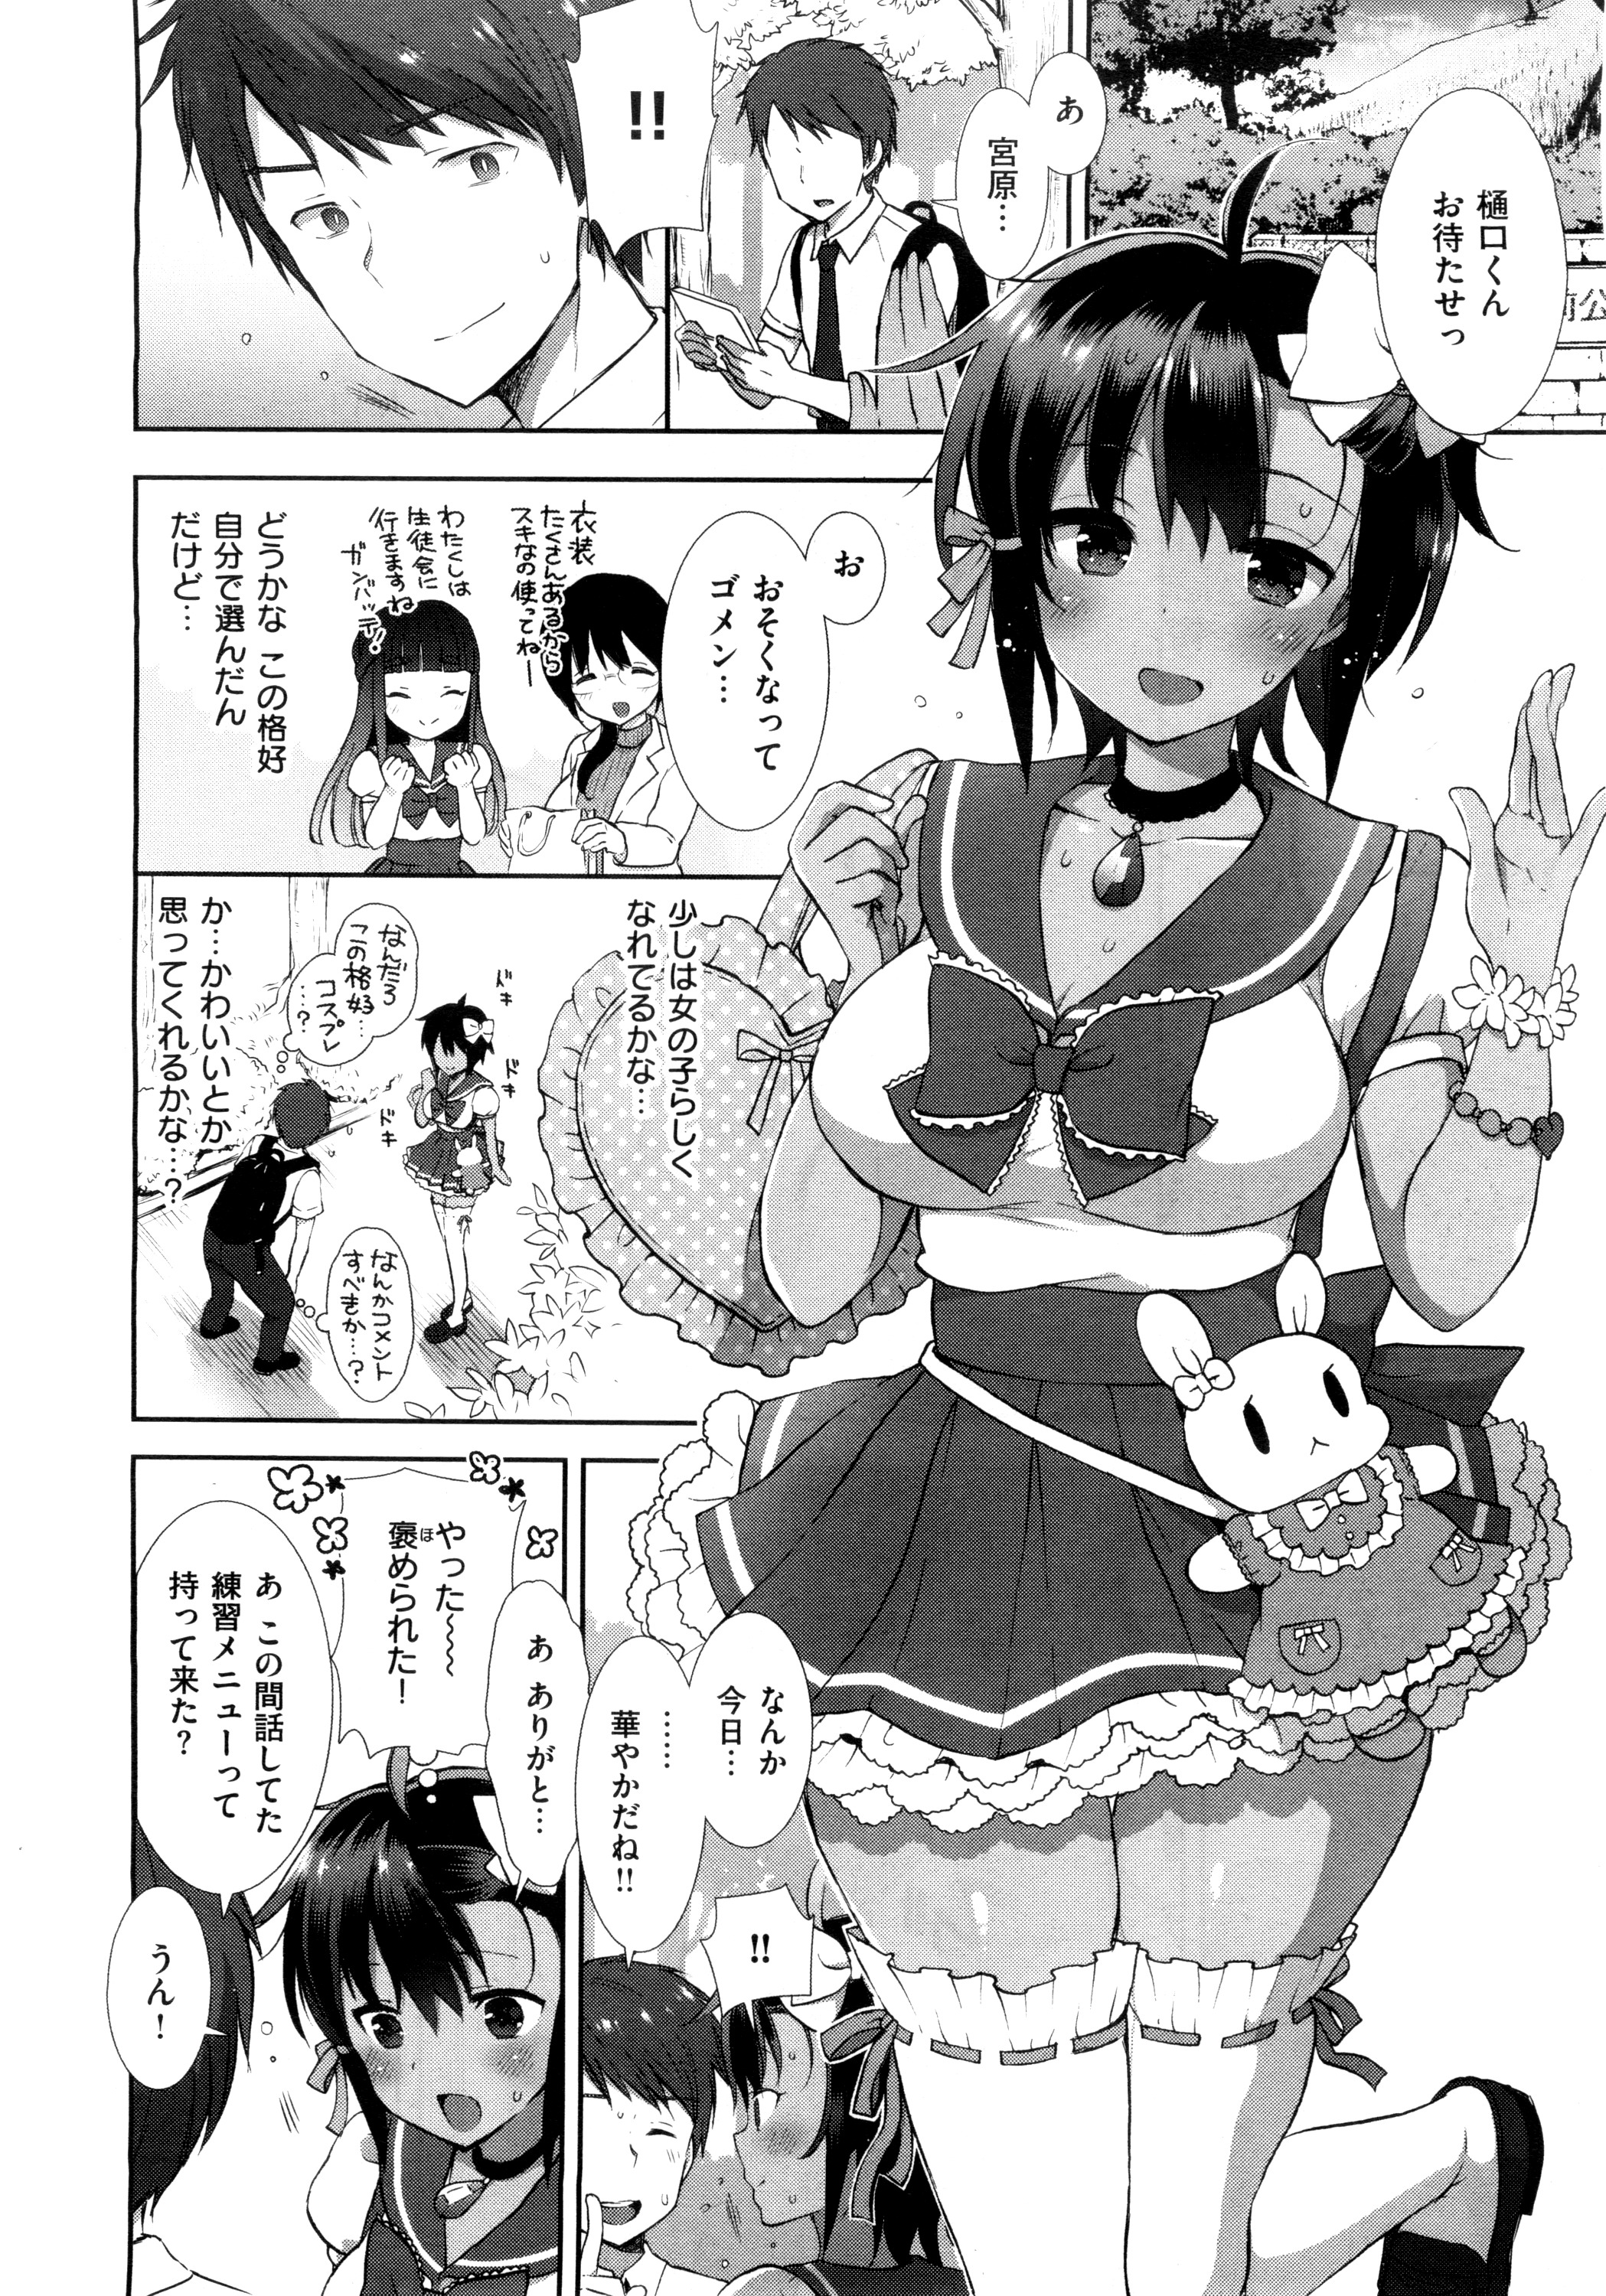 樋口くん
お待たせっ
前公
あ
宮原…
!!
お
おそくなって
ゴメン…
衣装
たくさんあるから
スキなの使ってねー
わたくしは
生徒会に
行きますね
ガンバッテ！
どうかな この格好
自分で選んだん
だけど…
少しは女の子らしく
なれてるかな…
ドキ
ドキ
ドキ
なんだろ
この格好…
コスプレ
…？
なんかコメント
すべきか…？
か…かわいいとか
思ってくれるかな…？
なんか
今日…
……
華やかだね!!
!!
あ ありがと…
やった〜〜〜
褒められた！
ほ
あ この間話してた
練習メニューって
持って来た？
うん！